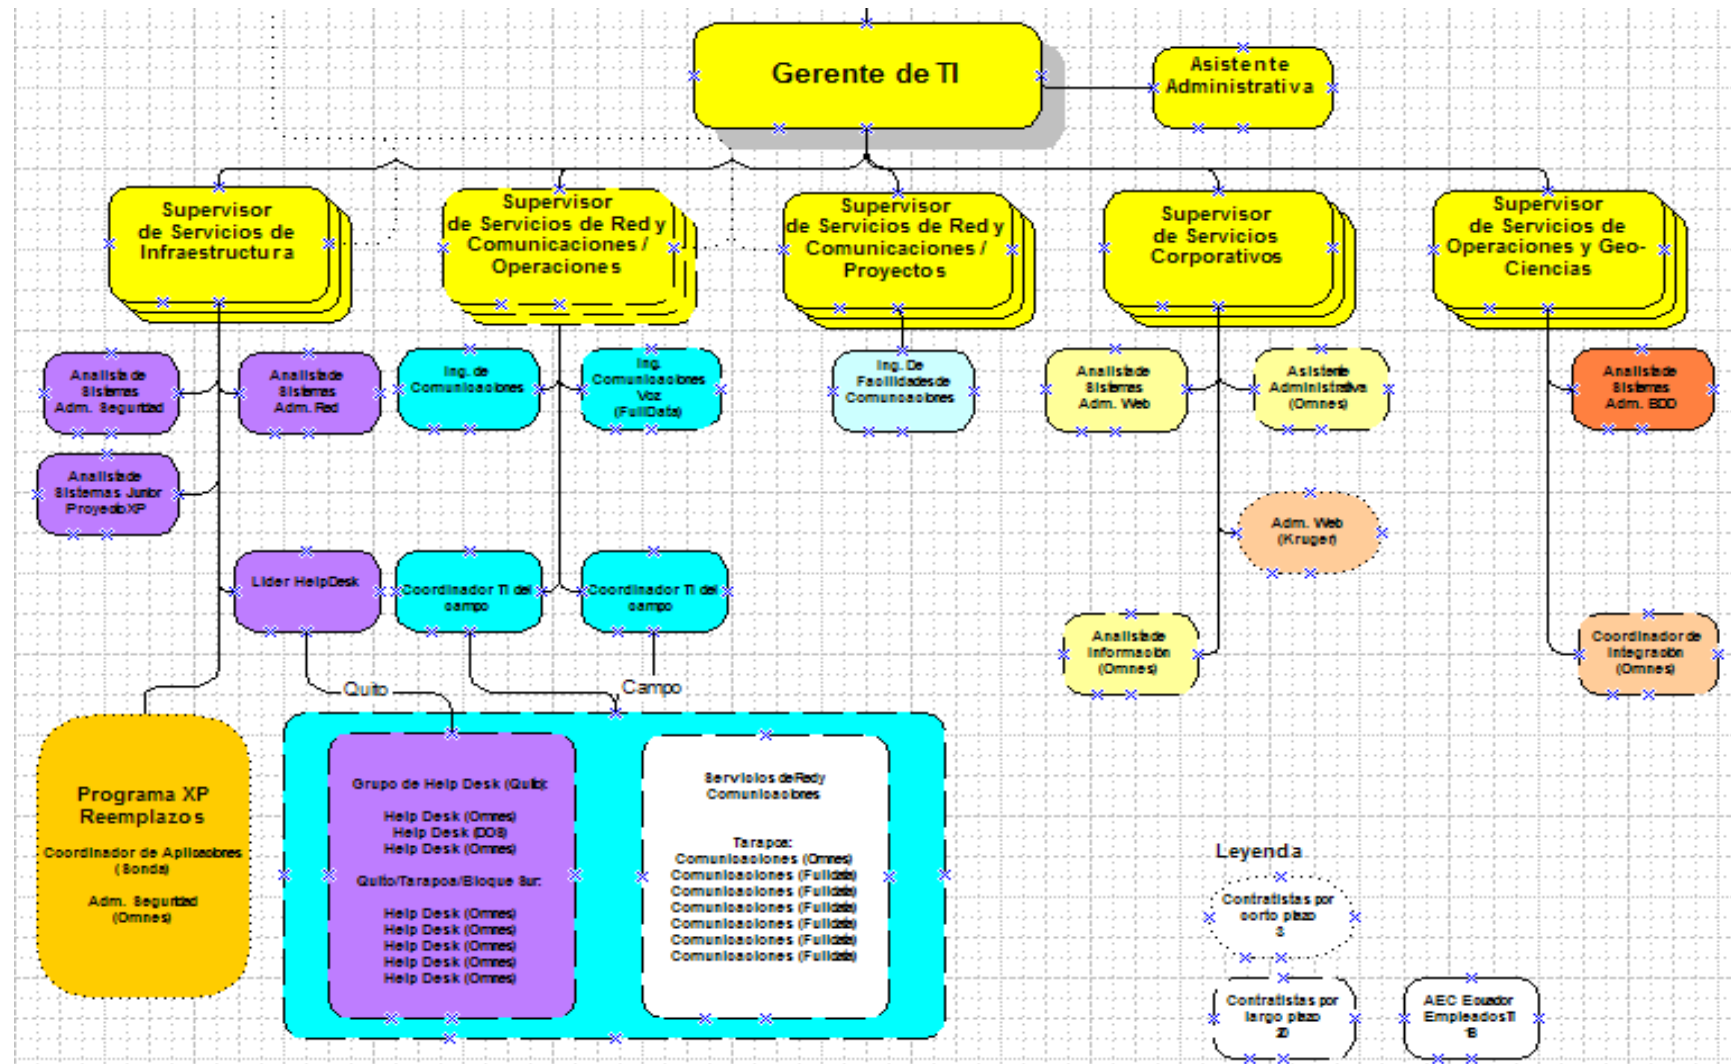 Gerente de TI
Asistente
Administrativa
Supervisor
de Servicios de
Infraestructura
Supervisor
de Servicios de Red y
Comunicaciones /
Operaciones
Supervisor
de Servicios de Red y
Comunicaciones /
Proyectos
Supervisor
de Servicios
Corporativos
Supervisor
de Servicios de
Operaciones y Geo-
Ciencias
Analista de
Sistemas
Adm. Seguridad
Analista de
Sistemas
Adm. Red
Ing. de
Comunicaciones
Ing.
Comunicaciones
Voz
(FullData)
Ing. De
Facilidades de
Comunicaciones
Analista de
Sistemas
Adm. Web
Asistente
Administrativa
(Omnes)
Analista de
Sistemas
Adm. BDD
Analista de
Sistemas Junior
Proyecto XP
Adm. Web
(Kruger)
Lider HelpDesk
Coordinador TI del
campo
Coordinador TI del
campo
Analista de
Información
(Omnes)
Coordinador de
Integración
(Omnes)
Quito
Campo
Programa XP
Reemplazos
Coordinador de Aplicaciones
(Sonda)
Adm. Seguridad
(Omnes)
Grupo de Help Desk (Quito):
Help Desk (Omnes)
Help Desk (DOS)
Help Desk (Omnes)
Quito/Tarapoa/Bloque Sur:
Help Desk (Omnes)
Help Desk (Omnes)
Help Desk (Omnes)
Help Desk (Omnes)
Help Desk (Omnes)
Servicios de Red y
Comunicaciones
Tarapoa:
Comunicaciones (Omnes)
Comunicaciones (Fulldata)
Comunicaciones (Fulldata)
Comunicaciones (Fulldata)
Comunicaciones (Fulldata)
Comunicaciones (Fulldata)
Comunicaciones (Fulldata)
Leyenda
Contratistas por
corto plazo
3
Contratistas por
largo plazo
20
AEC Ecuador
Empleados TI
18